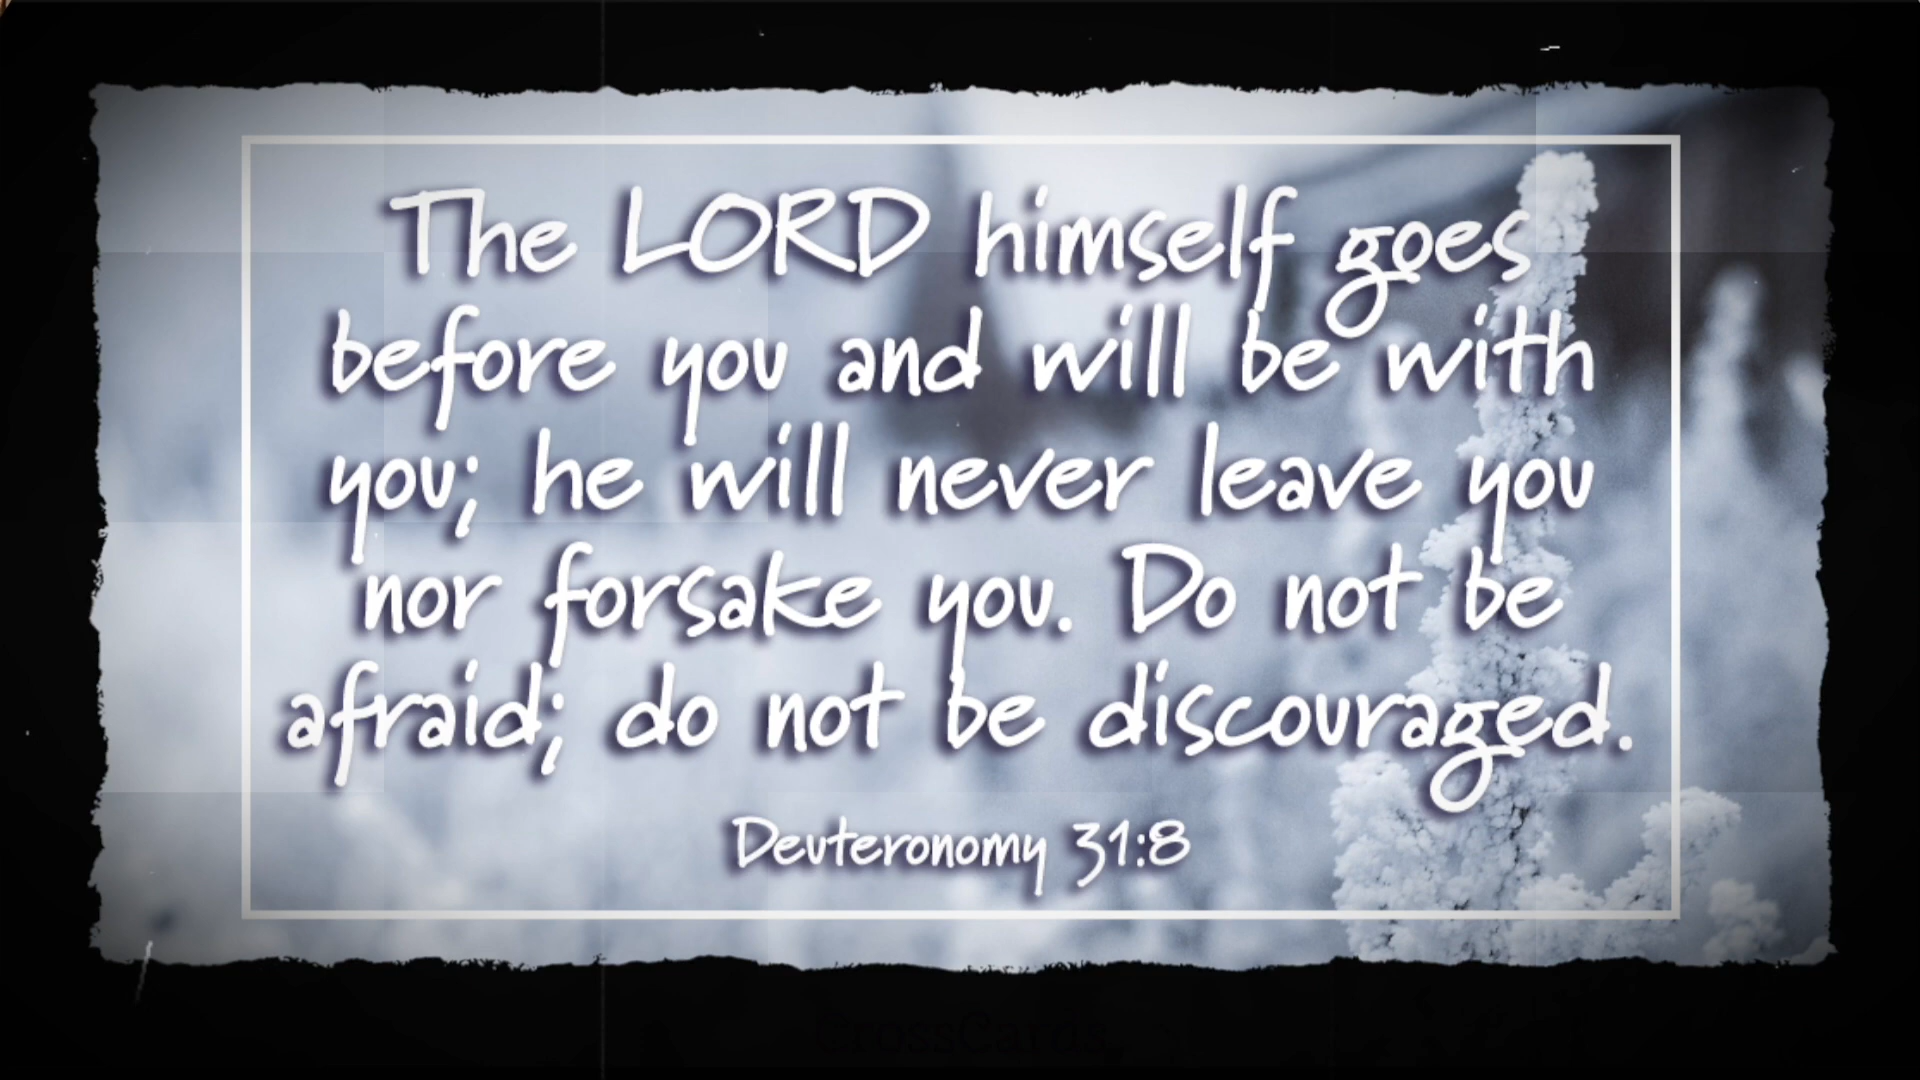 The LORD himself goes
before you and will be with
you; he will never leave you
nor forsake you. Do not be
afraid; do not be discouraged.
Deuteronomy 31:8
CrossCards